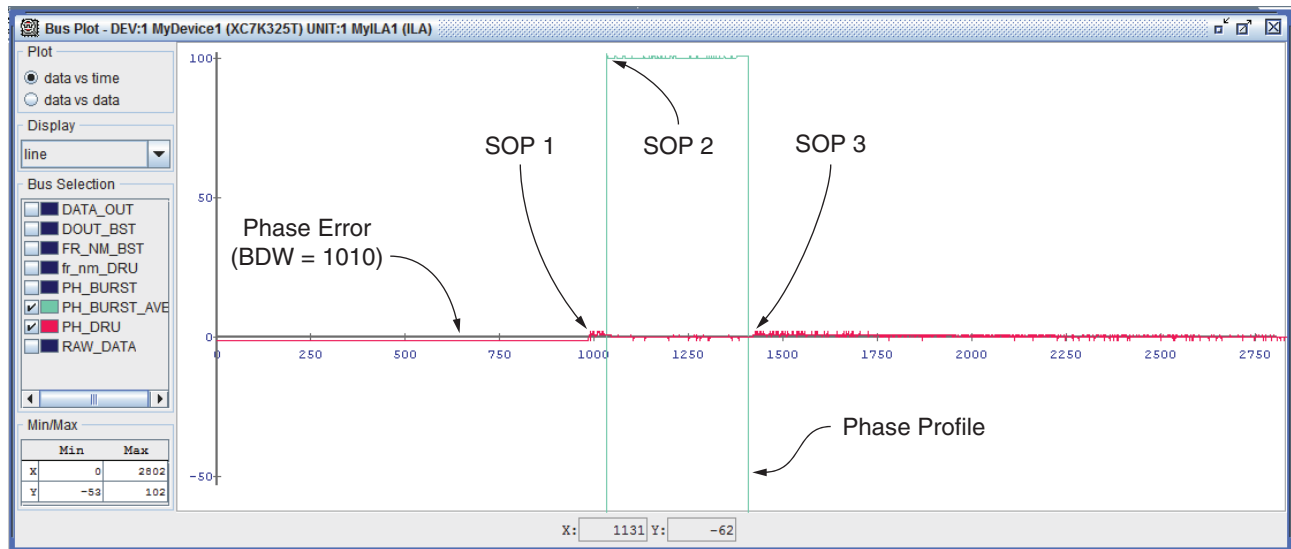 Bus Plot - DEV:1 MyDevice1 (XC7K325T) UNIT:1 MyILA1 (ILA)
Plot
data vs time
data vs data
Display
line
Bus Selection
DATA_OUT
DOUT_BST
FR_NM_BST
fr_nm_DRU
PH_BURST
PH_BURST_AVE
PH_DRU
RAW_DATA
Min/Max
Min Max
X 0 2802
Y -53 102
100
50
0
-50
0 250 500 750 1000 1250 1500 1750 2000 2250 2500 2750
SOP 1 SOP 2 SOP 3
Phase Error
(BDW = 1010)
Phase Profile
X: 1131 Y: -62